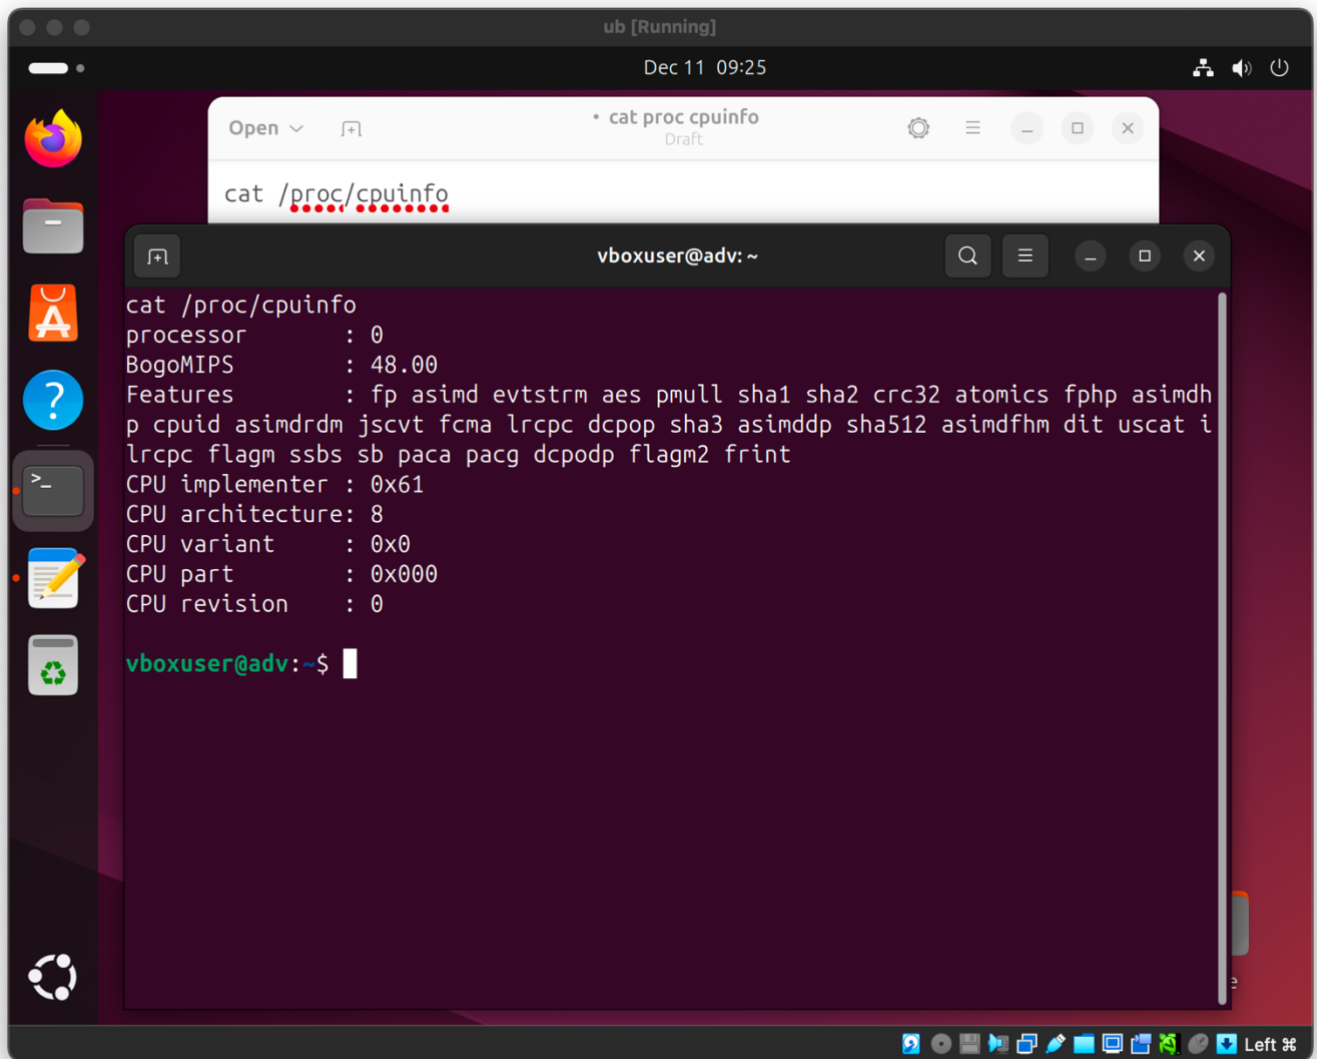 ub [Running]
Dec 11 09:25
Open
• cat proc cpuinfo
Draft
cat /proc/cpuinfo
vboxuser@adv: ~
cat /proc/cpuinfo
processor : 0
BogoMIPS : 48.00
Features : fp asimd evtstrm aes pmull sha1 sha2 crc32 atomics fphp asimdh
p cpuid asimdrdm jscvt fcma lrcpc dcpop sha3 asimddp sha512 asimdfhm dit uscat i
lrcpc flagm ssbs sb paca pacg dcpodp flagm2 frint
CPU implementer : 0x61
CPU architecture: 8
CPU variant : 0x0
CPU part : 0x000
CPU revision : 0
vboxuser@adv:~$
e
Left ⌘